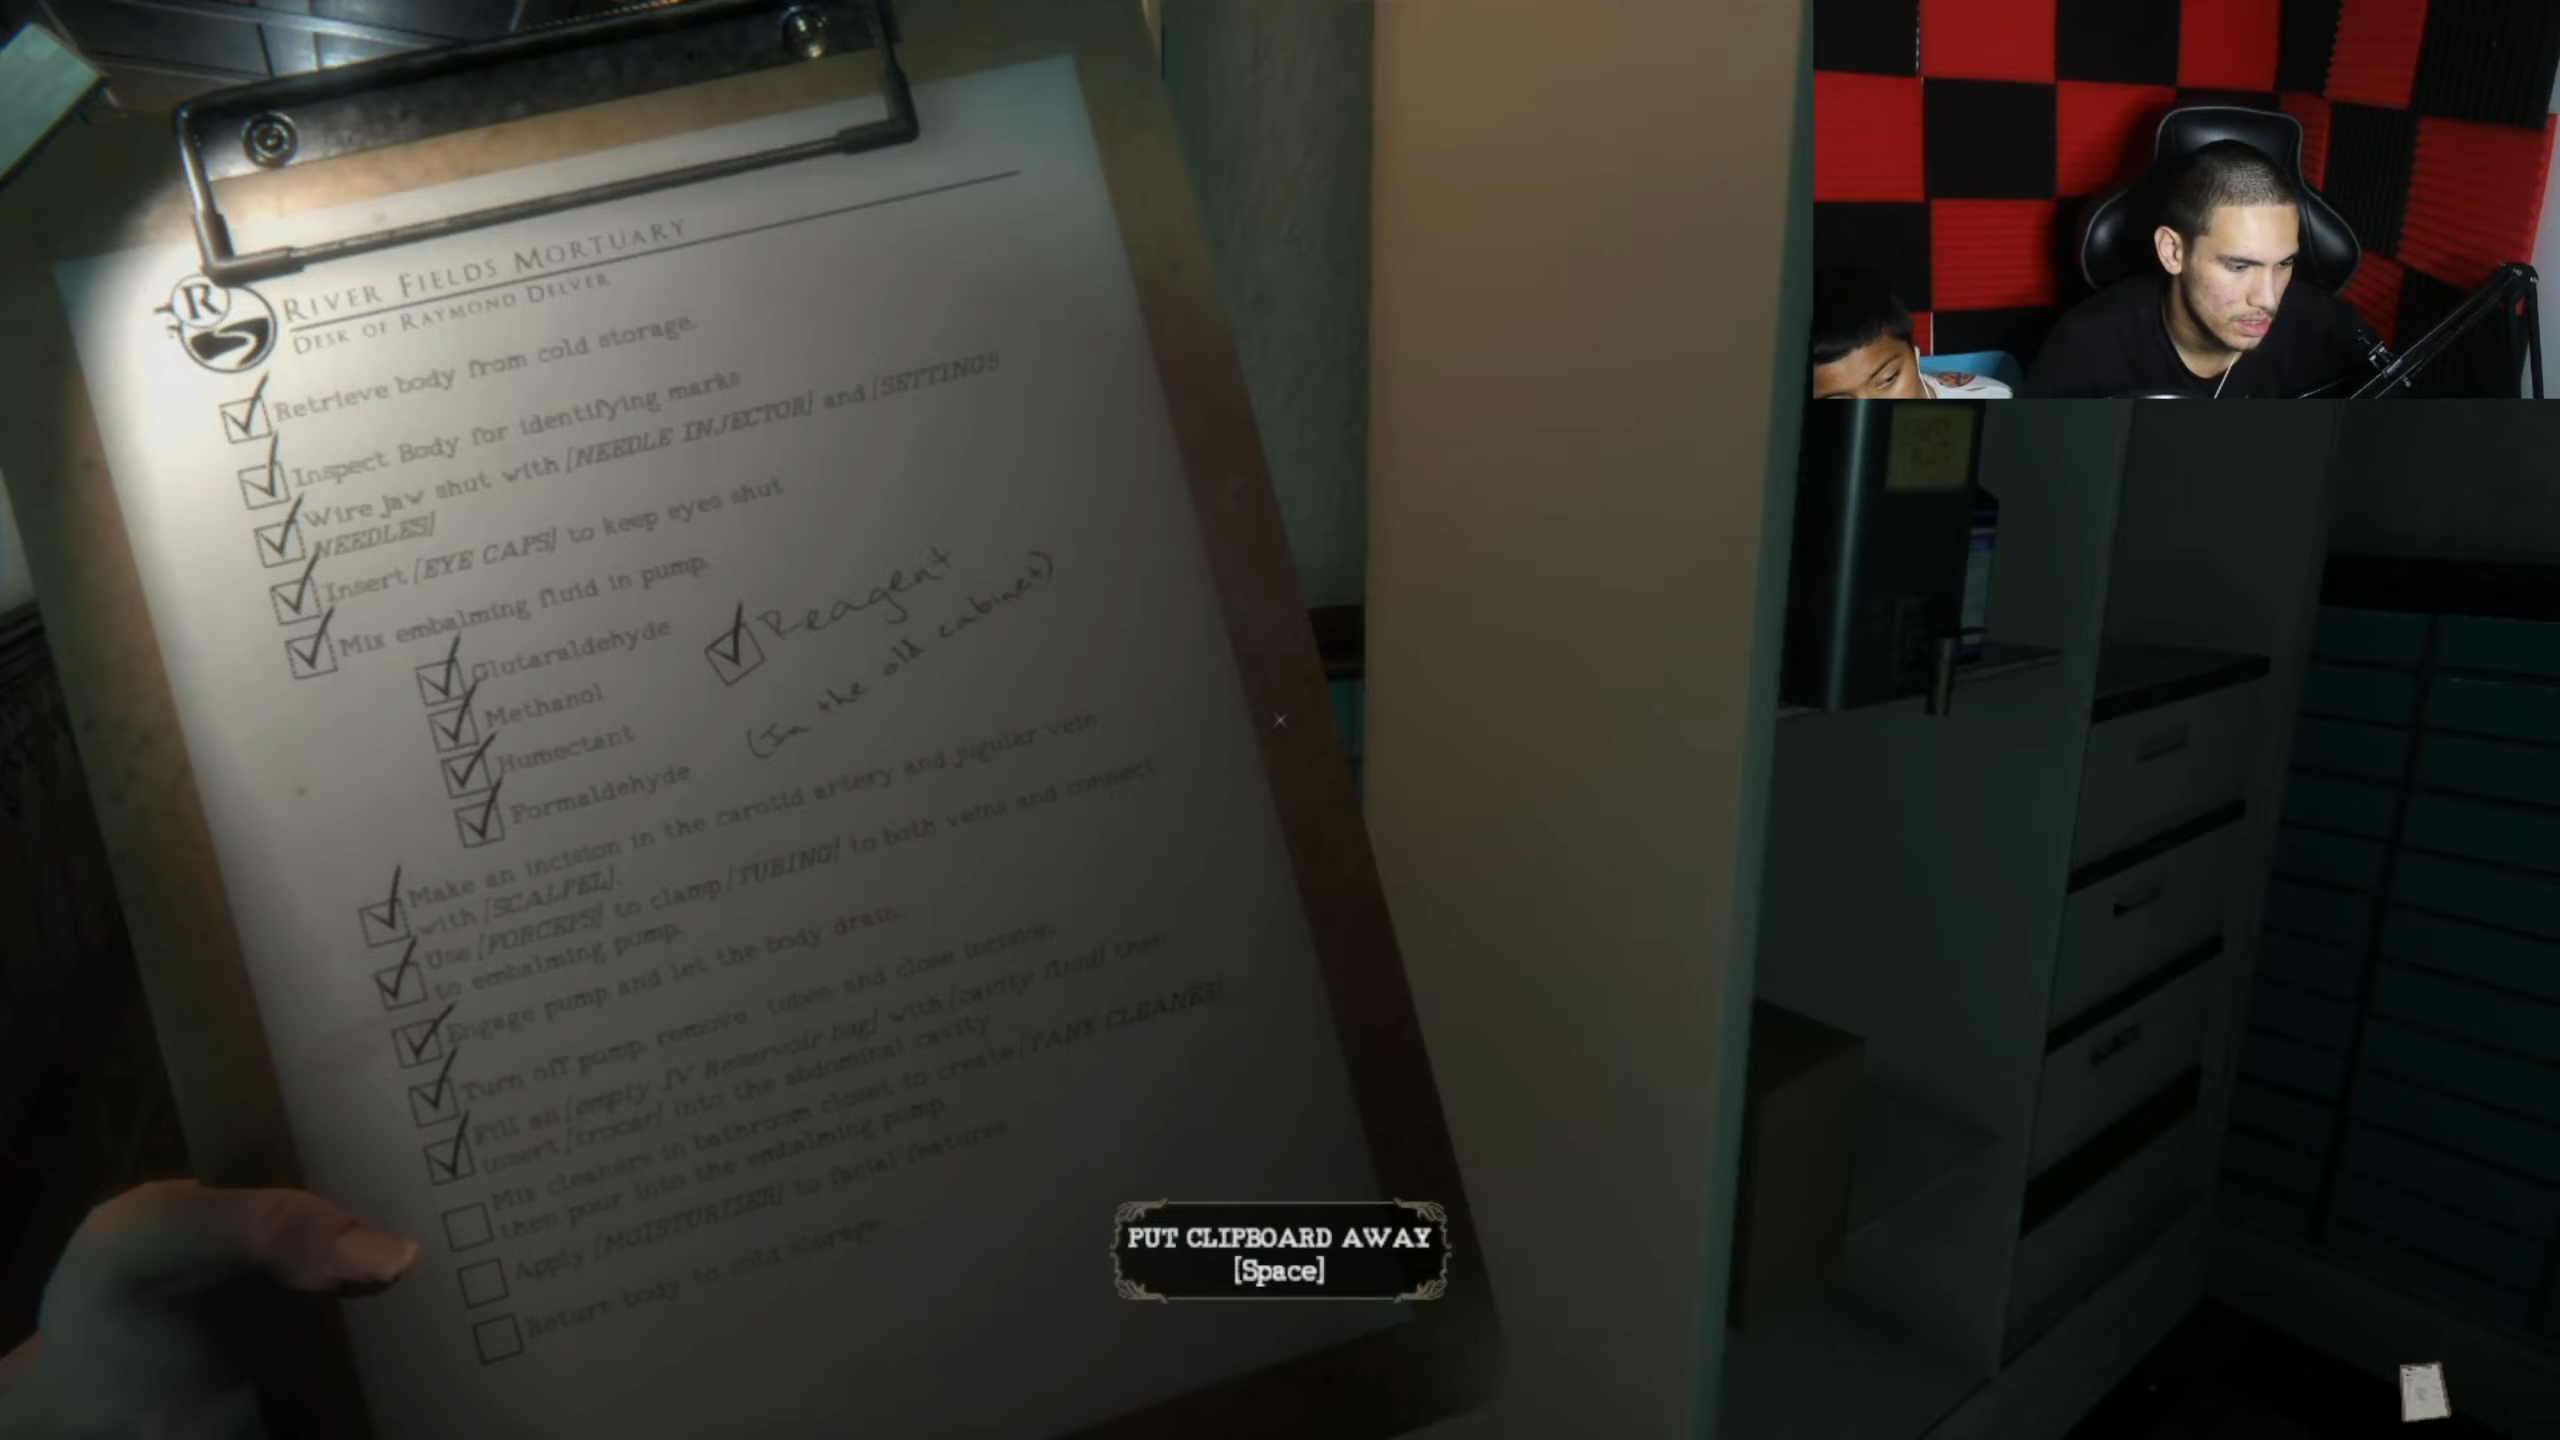 R
RIVER FIELDS MORTUARY
DESK OF RAYMOND DELVER
Retrieve body from cold storage.
Inspect Body for identifying marks
Wire jaw shut with [NEEDLE INJECTOR] and [SETTINGS
NEEDLES]
Insert [EYE CAPS] to keep eyes shut
Mix embalming fluid in pump.
Glutaraldehyde
Methanol
Humectant
Formaldehyde
Reagent
(In the old cabinet)
Make an incision in the carotid artery and jugular vein
with [SCALPEL].
Use [FORCEPS] to clamp [TUBING] to both veins and connect
to embalming pump.
Engage pump and let the body drain.
Turn off pump, remove tubes and close incision.
Fill an [empty IV Reservoir bag] with [cavity fluid] then
insert [trocar] into the abdominal cavity
Mix cleaners in bathroom closet to create [TANK CLEANER]
then pour into the embalming pump.
Apply [MOISTURIZER] to facial features
Return body to cold storage
PUT CLIPBOARD AWAY
[Space]